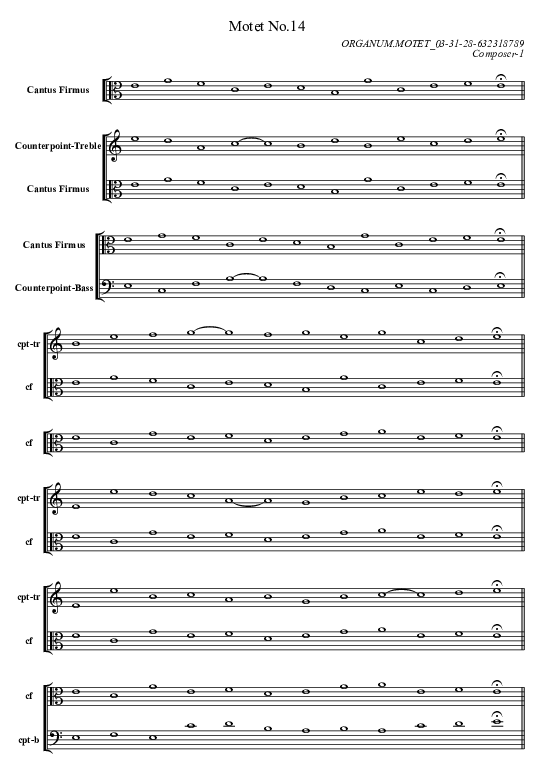 Motet No.14
ORGANUM.MOTET_03-31-28-632318789
Composer-1
Cantus Firmus
Counterpoint-Treble
Cantus Firmus
Cantus Firmus
Counterpoint-Bass
cpt-tr
cf
cf
cpt-tr
cf
cpt-tr
cf
cf
cpt-b